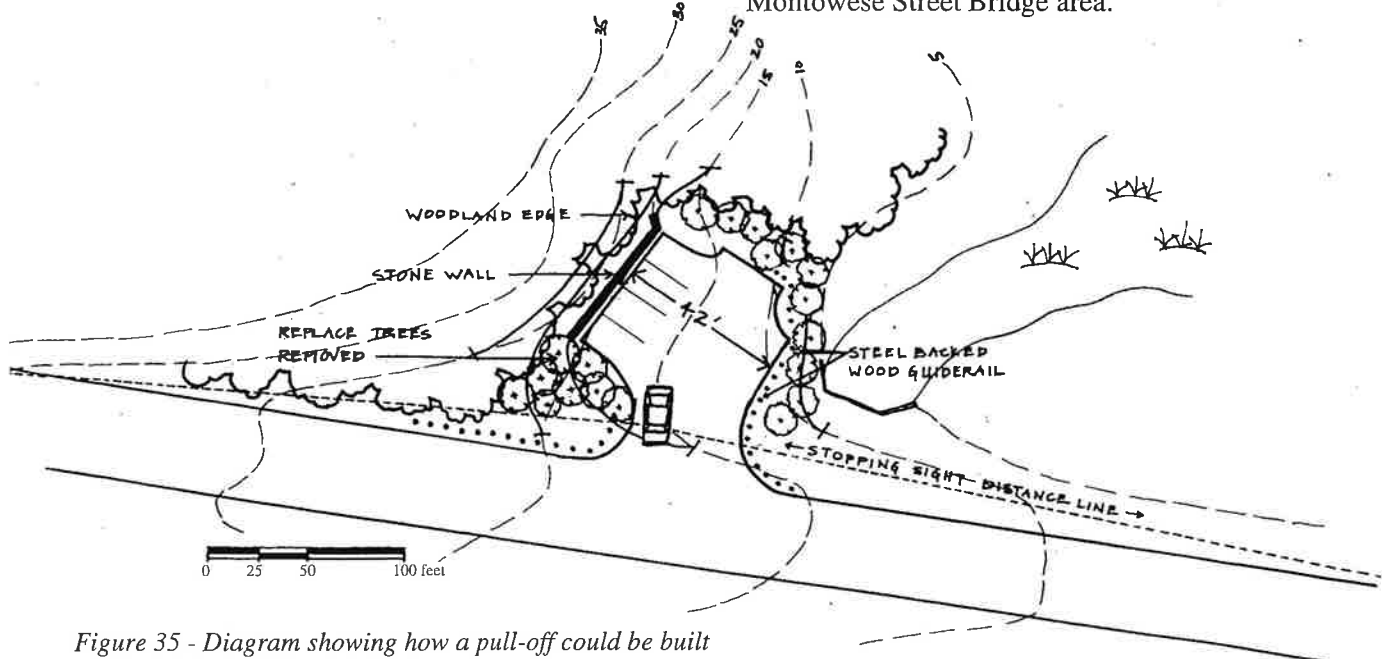 Montowese Street Bridge area.
35
30
25
20
15
10
5
WOODLAND EDGE
STONE WALL
42'
REPLACE TREES
REMOVED
STEEL BACKED
WOOD GUIDERAIL
STOPPING SIGHT DISTANCE LINE
0 25 50 100 feet
Figure 35 - Diagram showing how a pull-off could be built